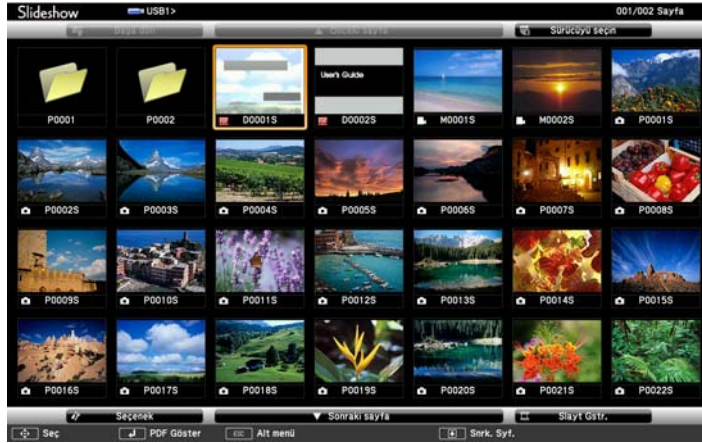 Slideshow USB1> 001/002 Sayfa
Başa dön ▲ Önceki sayfa Sürücüyü seçin
User's Guide
P0001 P0002 D0001S D0002S M0001S M0002S P0001S
P0002S P0003S P0004S P0005S P0006S P0007S P0008S
P0009S P0010S P0011S P0012S P0013S P0014S P0015S
P0016S P0017S P0018S P0019S P0020S P0021S P0022S
Seçenek ▼ Sonraki sayfa Slayt Gstr.
Seç PDF Göster Esc Alt menü Snrk. Syf.